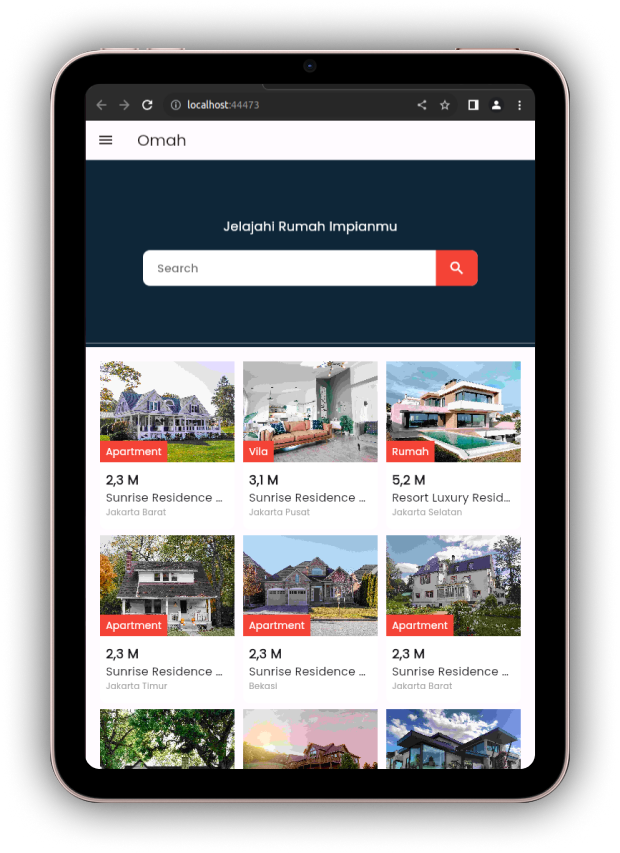 localhost:44473
Omah
Jelajahi Rumah Impianmu
Search
Apartment
Vila
Rumah
2,3 M
3,1 M
5,2 M
Sunrise Residence ...
Sunrise Residence ...
Resort Luxury Resid...
Jakarta Barat
Jakarta Pusat
Jakarta Selatan
Apartment
Apartment
Apartment
2,3 M
2,3 M
2,3 M
Sunrise Residence ...
Sunrise Residence ...
Sunrise Residence ...
Jakarta Timur
Bekasi
Jakarta Barat